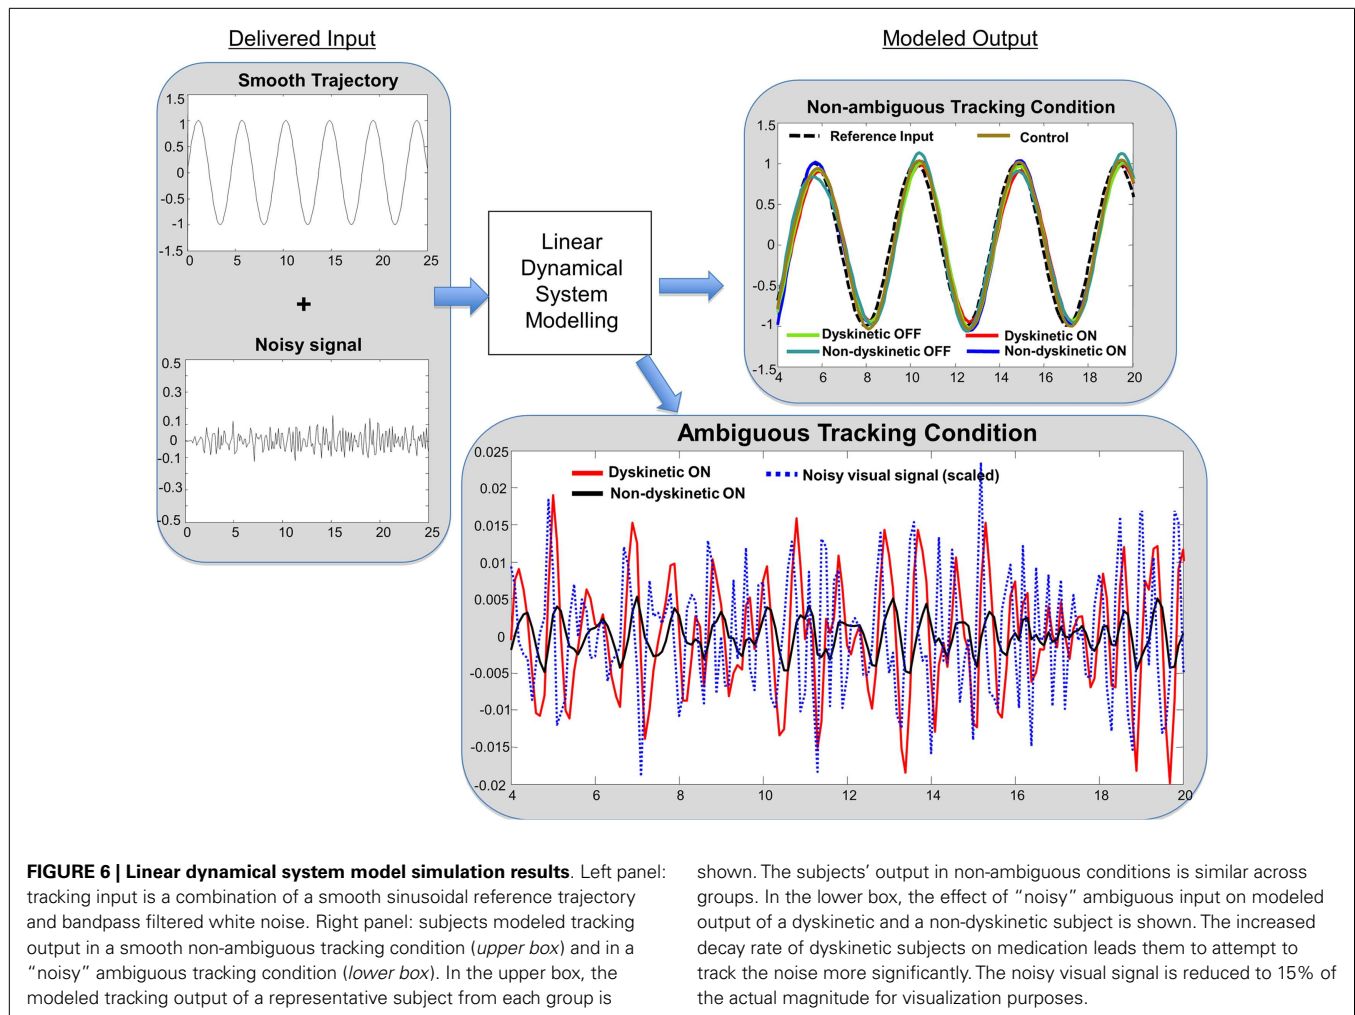 Delivered Input
Modeled Output
Smooth Trajectory
1.5
1
0.5
0
-0.5
-1
-1.5
0 5 10 15 20 25
+
Noisy signal
0.5
0.3
0.1
0
-0.1
-0.3
-0.5
0 5 10 15 20 25
Linear
Dynamical
System
Modelling
Non-ambiguous Tracking Condition
1.5
1
0.5
0
-0.5
-1
-1.5
Reference Input Control
Dyskinetic OFF Dyskinetic ON
Non-dyskinetic OFF Non-dyskinetic ON
4 6 8 10 12 14 16 18 20
Ambiguous Tracking Condition
0.025
0.02
0.015
0.01
0.005
0
-0.005
-0.01
-0.015
-0.02
Dyskinetic ON Noisy visual signal (scaled)
Non-dyskinetic ON
4 6 8 10 12 14 16 18 20
FIGURE 6 | Linear dynamical system model simulation results. Left panel:
tracking input is a combination of a smooth sinusoidal reference trajectory
and bandpass filtered white noise. Right panel: subjects modeled tracking
output in a smooth non-ambiguous tracking condition (upper box) and in a
“noisy” ambiguous tracking condition (lower box). In the upper box, the
modeled tracking output of a representative subject from each group is
shown. The subjects’ output in non-ambiguous conditions is similar across
groups. In the lower box, the effect of “noisy” ambiguous input on modeled
output of a dyskinetic and a non-dyskinetic subject is shown. The increased
decay rate of dyskinetic subjects on medication leads them to attempt to
track the noise more significantly. The noisy visual signal is reduced to 15% of
the actual magnitude for visualization purposes.